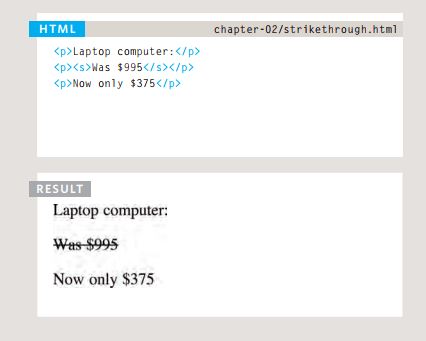 HTML chapter-02/strikethrough.html
<p>Laptop computer:</p>
<p><s>Was $995</s></p>
<p>Now only $375</p>
RESULT
Laptop computer:
Was $995
Now only $375